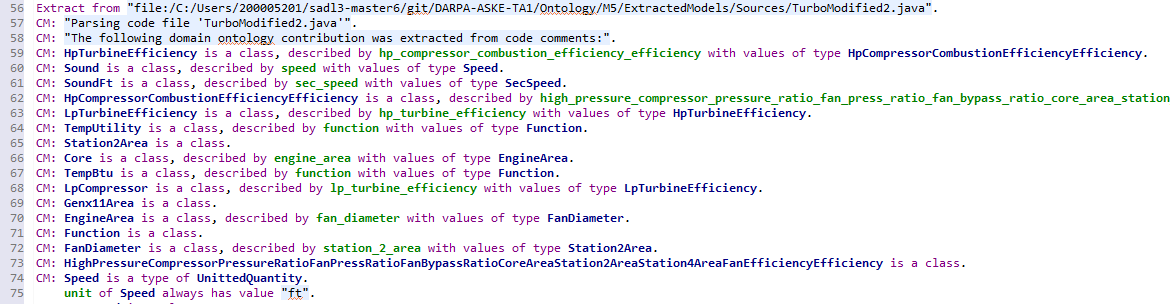 56 Extract from "file:/C:/Users/200005201/sadl3-master6/git/DARPA-ASKE-TA1/Ontology/M5/ExtractedModels/Sources/TurboModified2.java".
57 CM: "Parsing code file 'TurboModified2.java'".
58 CM: "The following domain ontology contribution was extracted from code comments:".
59 CM: HpTurbineEfficiency is a class, described by hp_compressor_combustion_efficiency_efficiency with values of type HpCompressorCombustionEfficiencyEfficiency.
60 CM: Sound is a class, described by speed with values of type Speed.
61 CM: SoundFt is a class, described by sec_speed with values of type SecSpeed.
62 CM: HpCompressorCombustionEfficiencyEfficiency is a class, described by high_pressure_compressor_pressure_ratio_fan_press_ratio_fan_bypass_ratio_core_area_station
63 CM: LpTurbineEfficiency is a class, described by hp_turbine_efficiency with values of type HpTurbineEfficiency.
64 CM: TempUtility is a class, described by function with values of type Function.
65 CM: Station2Area is a class.
66 CM: Core is a class, described by engine_area with values of type EngineArea.
67 CM: TempBtu is a class, described by function with values of type Function.
68 CM: LpCompressor is a class, described by lp_turbine_efficiency with values of type LpTurbineEfficiency.
69 CM: Genx11Area is a class.
70 CM: EngineArea is a class, described by fan_diameter with values of type FanDiameter.
71 CM: Function is a class.
72 CM: FanDiameter is a class, described by station_2_area with values of type Station2Area.
73 CM: HighPressureCompressorPressureRatioFanPressRatioFanBypassRatioCoreAreaStation2AreaStation4AreaFanEfficiencyEfficiency is a class.
74 CM: Speed is a type of UnittedQuantity.
75 unit of Speed always has value "ft".